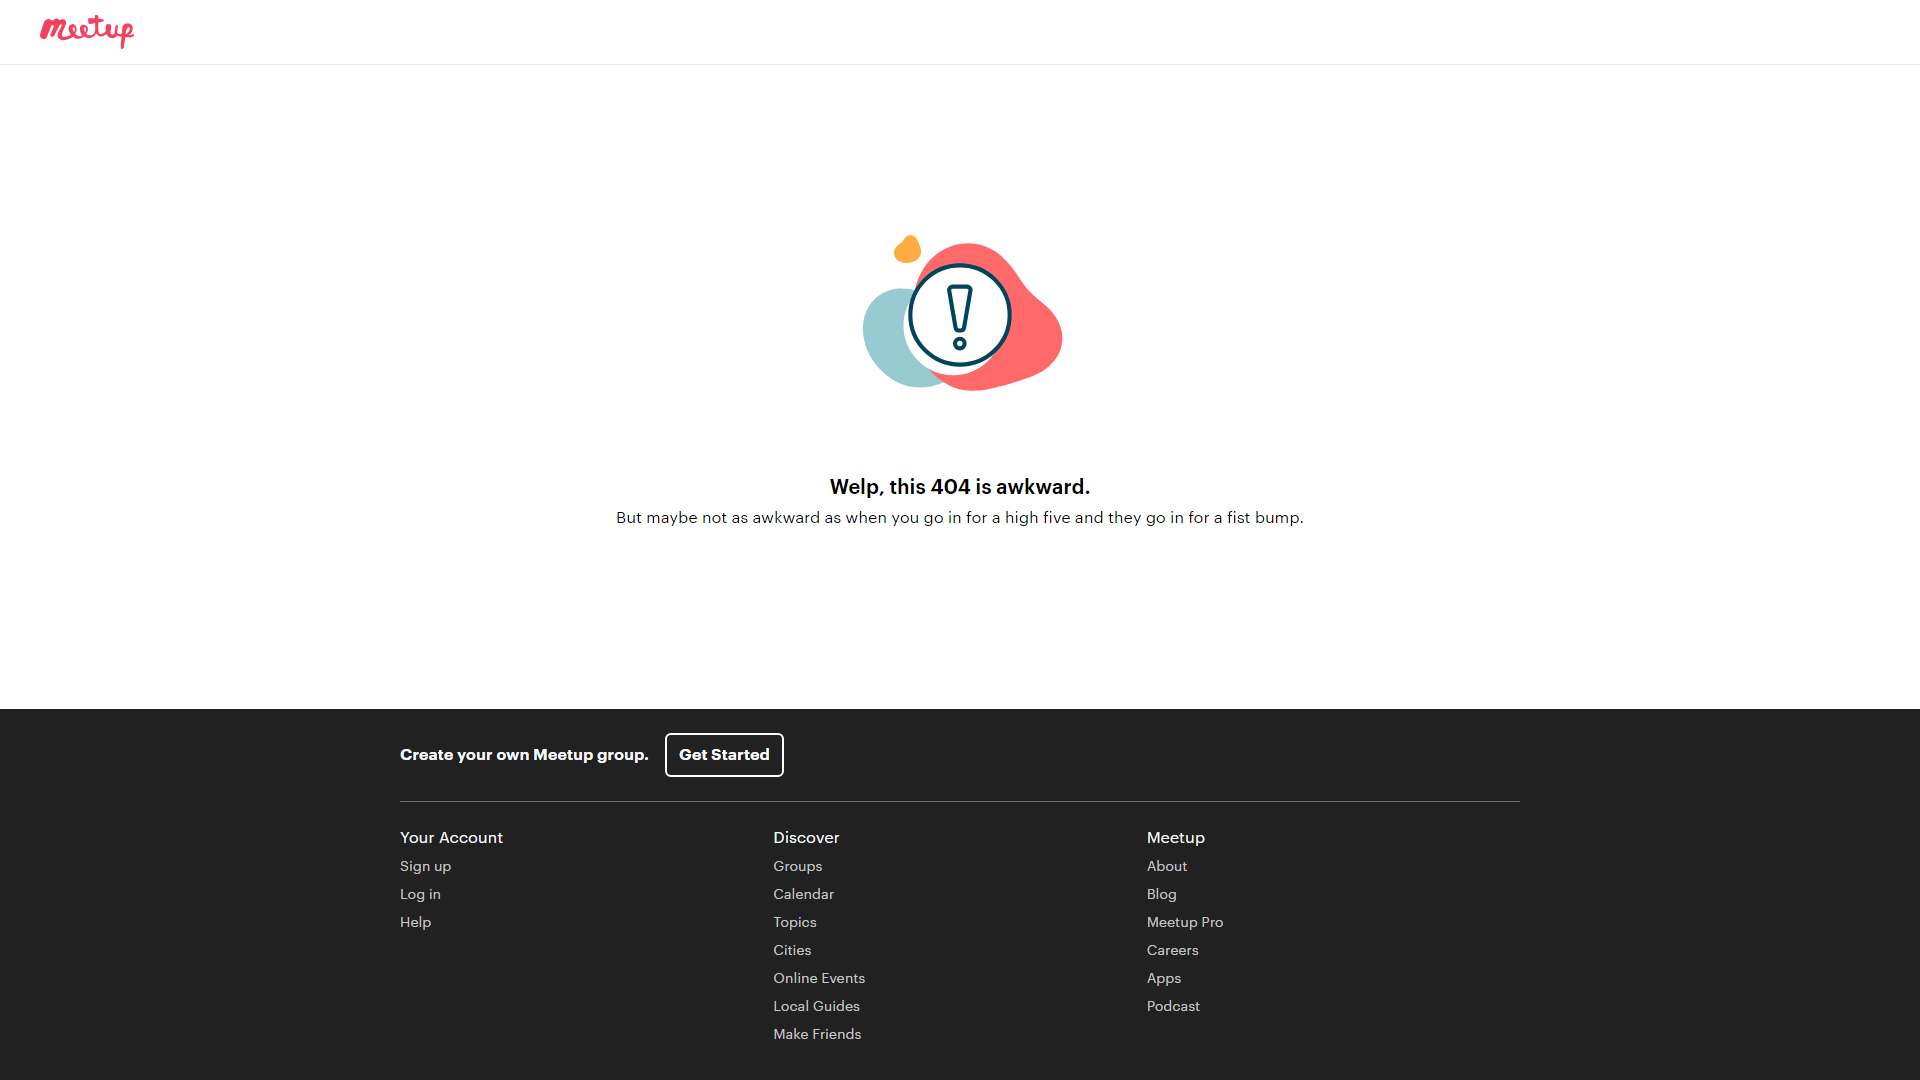 Meetup
Welp, this 404 is awkward.
But maybe not as awkward as when you go in for a high five and they go in for a fist bump.
Create your own Meetup group.
Get Started
Your Account
Sign up
Log in
Help
Discover
Groups
Calendar
Topics
Cities
Online Events
Local Guides
Make Friends
Meetup
About
Blog
Meetup Pro
Careers
Apps
Podcast